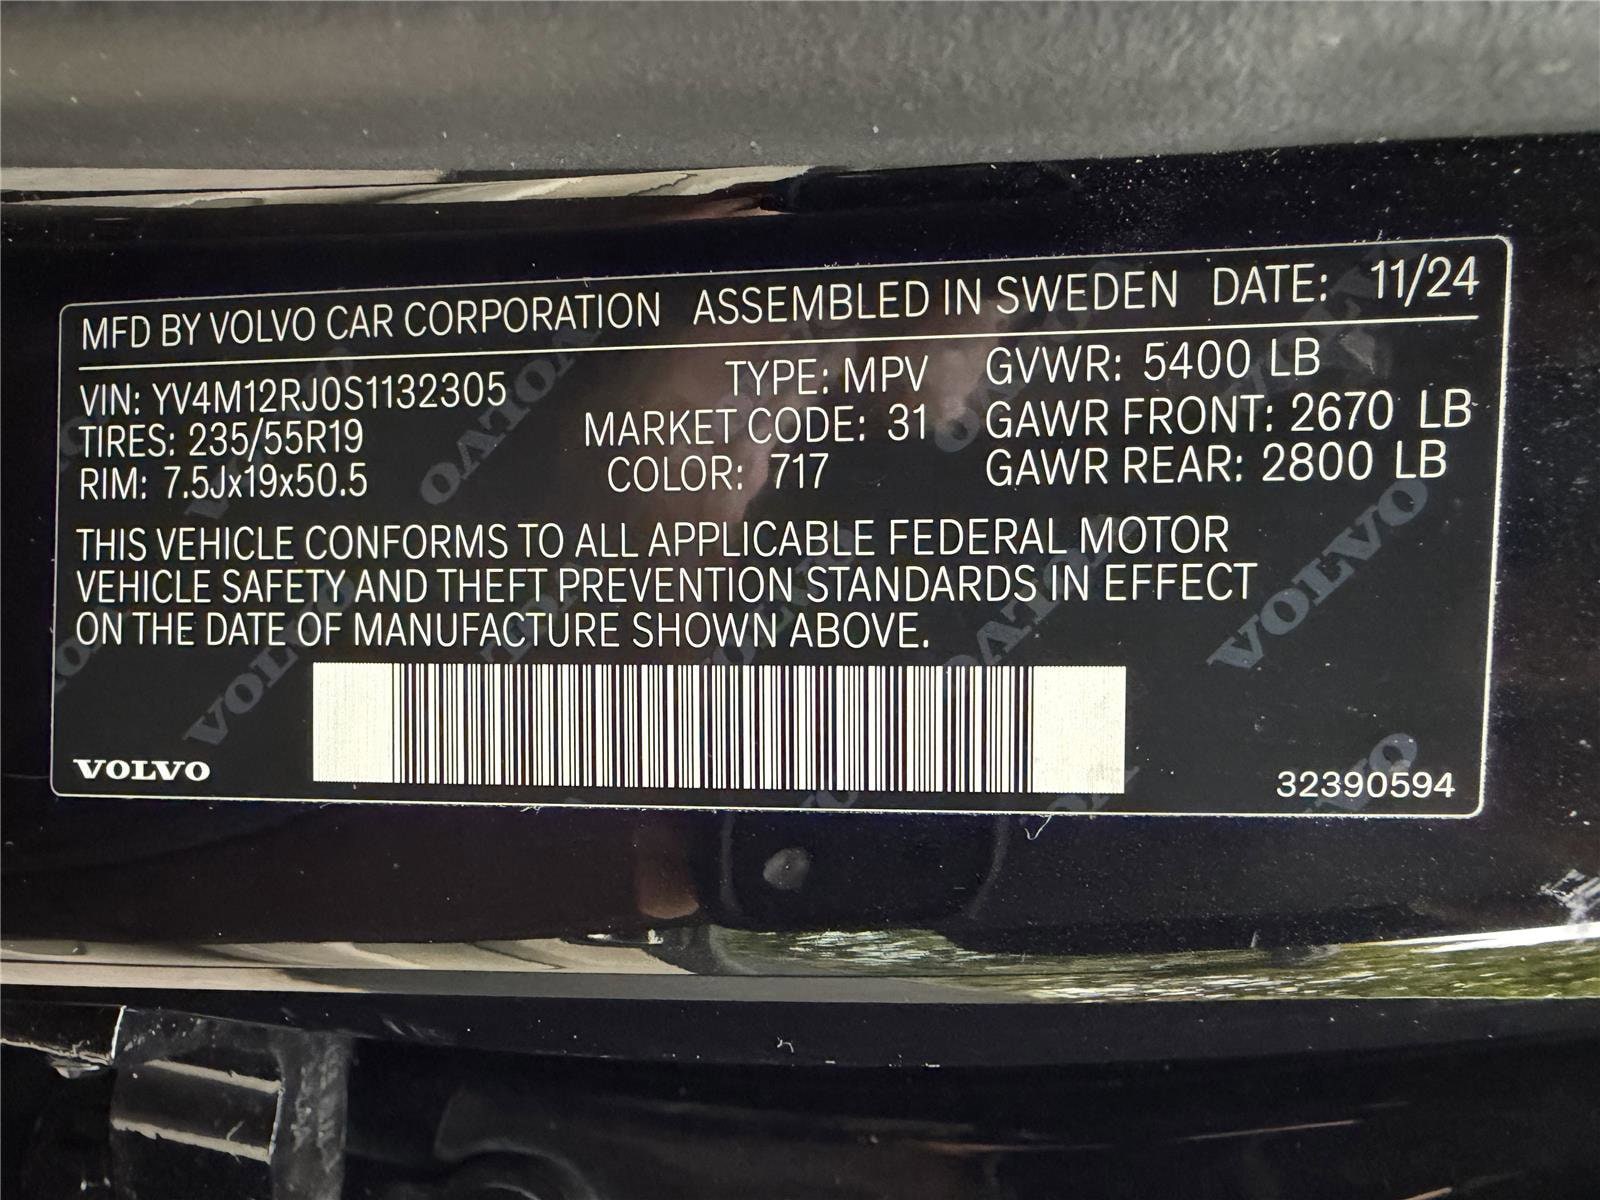 MFD BY VOLVO CAR CORPORATION ASSEMBLED IN SWEDEN DATE: 11/24
VIN: YV4M12RJ0S1132305 TYPE: MPV GVWR: 5400 LB
TIRES: 235/55R19 MARKET CODE: 31 GAWR FRONT: 2670 LB
RIM: 7.5Jx19x50.5 COLOR: 717 GAWR REAR: 2800 LB
THIS VEHICLE CONFORMS TO ALL APPLICABLE FEDERAL MOTOR
VEHICLE SAFETY AND THEFT PREVENTION STANDARDS IN EFFECT
ON THE DATE OF MANUFACTURE SHOWN ABOVE.
VOLVO 32390594